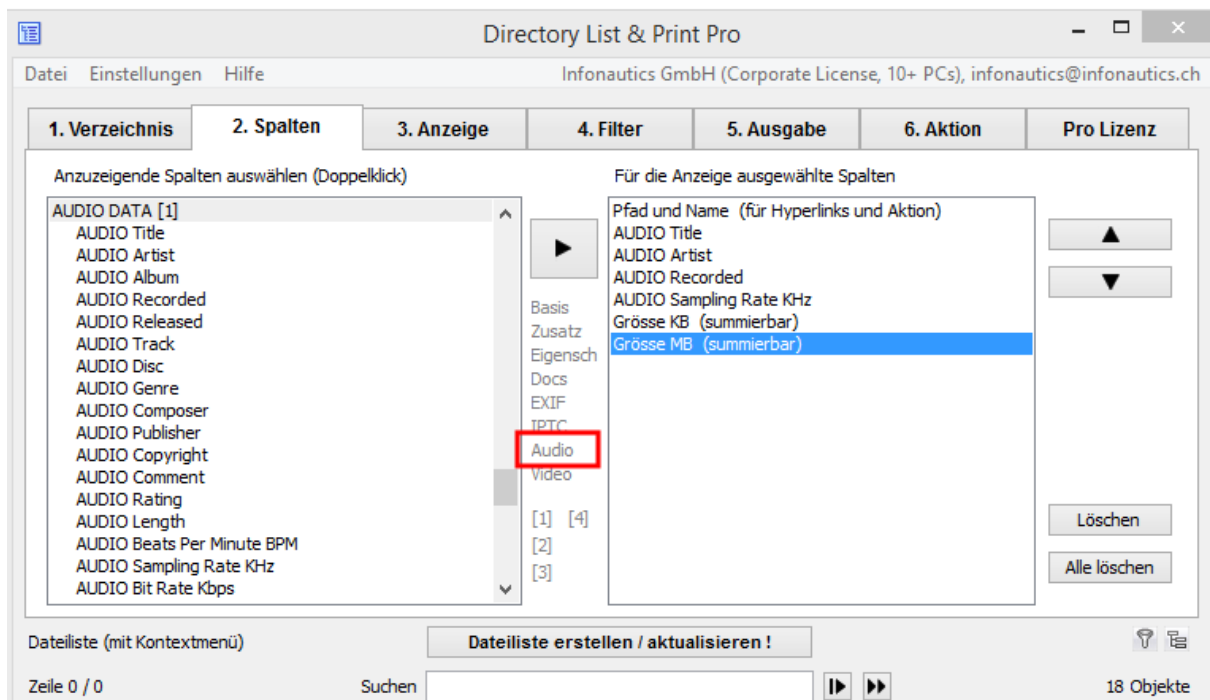 Directory List & Print Pro
Datei Einstellungen Hilfe Infonautics GmbH (Corporate License, 10+ PCs), infonautics@infonautics.ch
1. Verzeichnis 2. Spalten 3. Anzeige 4. Filter 5. Ausgabe 6. Aktion Pro Lizenz
Anzuzeigende Spalten auswählen (Doppelklick)
AUDIO DATA [1]
AUDIO Title
AUDIO Artist
AUDIO Album
AUDIO Recorded
AUDIO Released
AUDIO Track
AUDIO Disc
AUDIO Genre
AUDIO Composer
AUDIO Publisher
AUDIO Copyright
AUDIO Comment
AUDIO Rating
AUDIO Length
AUDIO Beats Per Minute BPM
AUDIO Sampling Rate KHz
AUDIO Bit Rate Kbps
Basis
Zusatz
Eigensch
Docs
EXIF
IPTC
Audio
Video
[1] [4]
[2]
[3]
Für die Anzeige ausgewählte Spalten
Pfad und Name (für Hyperlinks und Aktion)
AUDIO Title
AUDIO Artist
AUDIO Recorded
AUDIO Sampling Rate KHz
Grösse KB (summierbar)
Grösse MB (summierbar)
Löschen
Alle löschen
Dateiliste (mit Kontextmenü) Dateiliste erstellen / aktualisieren !
Zeile 0 / 0 Suchen 18 Objekte